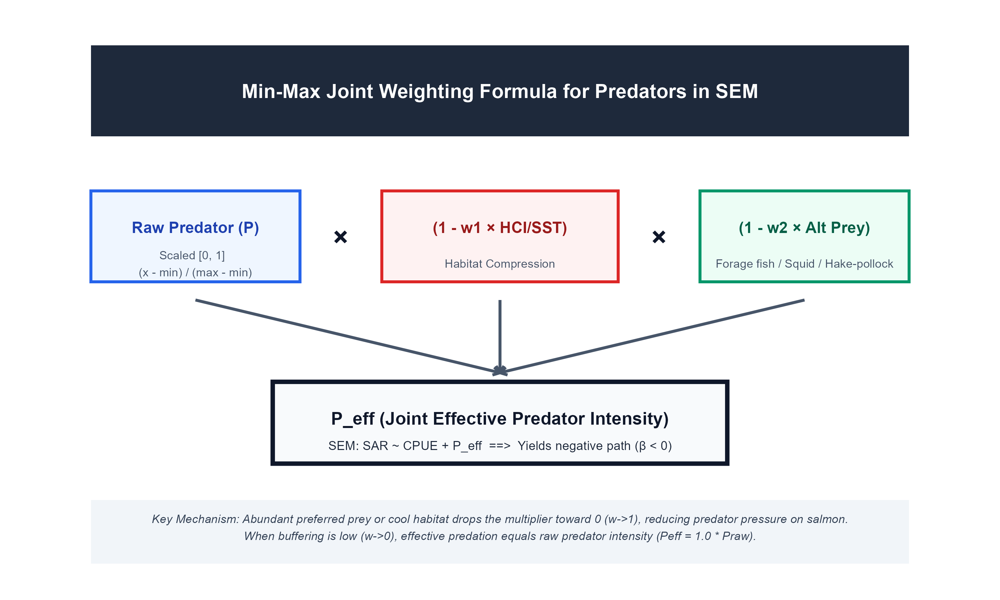 Min-Max Joint Weighting Formula for Predators in SEM
Raw Predator (P)
Scaled [0, 1]
(x - min) / (max - min)
×
(1 - w1 × HCI/SST)
Habitat Compression
×
(1 - w2 × Alt Prey)
Forage fish / Squid / Hake-pollock
P_eff (Joint Effective Predator Intensity)
SEM: SAR ~ CPUE + P_eff ==> Yields negative path (β < 0)
Key Mechanism: Abundant preferred prey or cool habitat drops the multiplier toward 0 (w->1), reducing predator pressure on salmon.
When buffering is low (w->0), effective predation equals raw predator intensity (Peff = 1.0 * Praw).